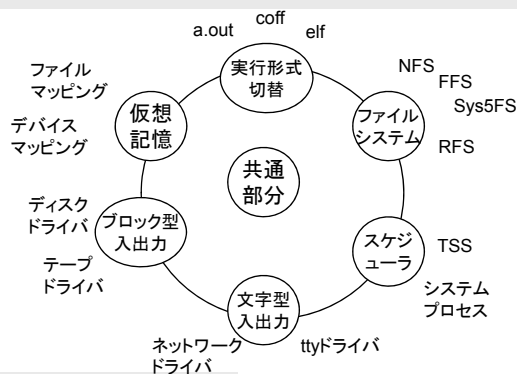 a.out
coff
elf
実行形式
切替
NFS
FFS
Sys5FS
RFS
ファイル
システム
ファイル
マッピング
デバイス
マッピング
仮想
記憶
共通
部分
ディスク
ドライバ
テープ
ドライバ
ブロック型
入出力
スケジ
ューラ
TSS
システム
プロセス
文字型
入出力
ネットワーク
ドライバ
ttyドライバ